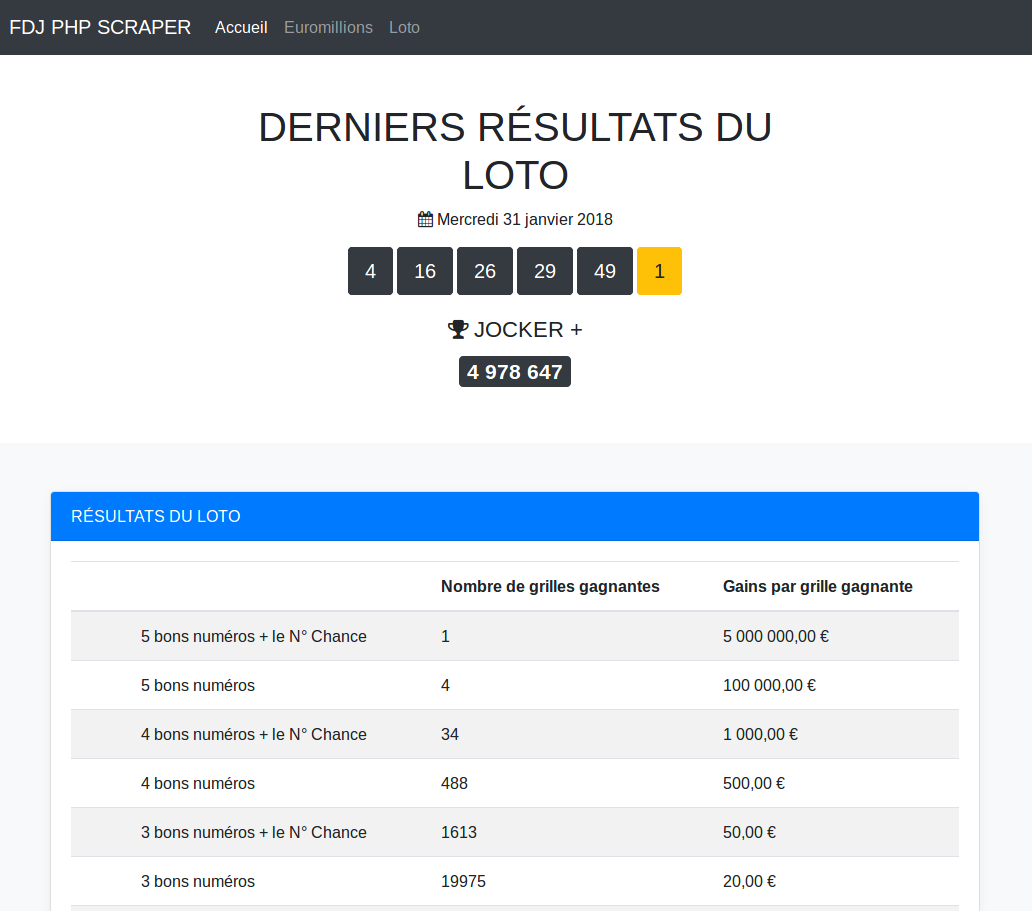 FDJ PHP SCRAPER Accueil Euromillions Loto
DERNIERS RÉSULTATS DU
LOTO
Mercredi 31 janvier 2018
4 16 26 29 49 1
JOCKER +
4 978 647
RÉSULTATS DU LOTO
Nombre de grilles gagnantes Gains par grille gagnante
5 bons numéros + le N° Chance 1 5 000 000,00 €
5 bons numéros 4 100 000,00 €
4 bons numéros + le N° Chance 34 1 000,00 €
4 bons numéros 488 500,00 €
3 bons numéros + le N° Chance 1613 50,00 €
3 bons numéros 19975 20,00 €